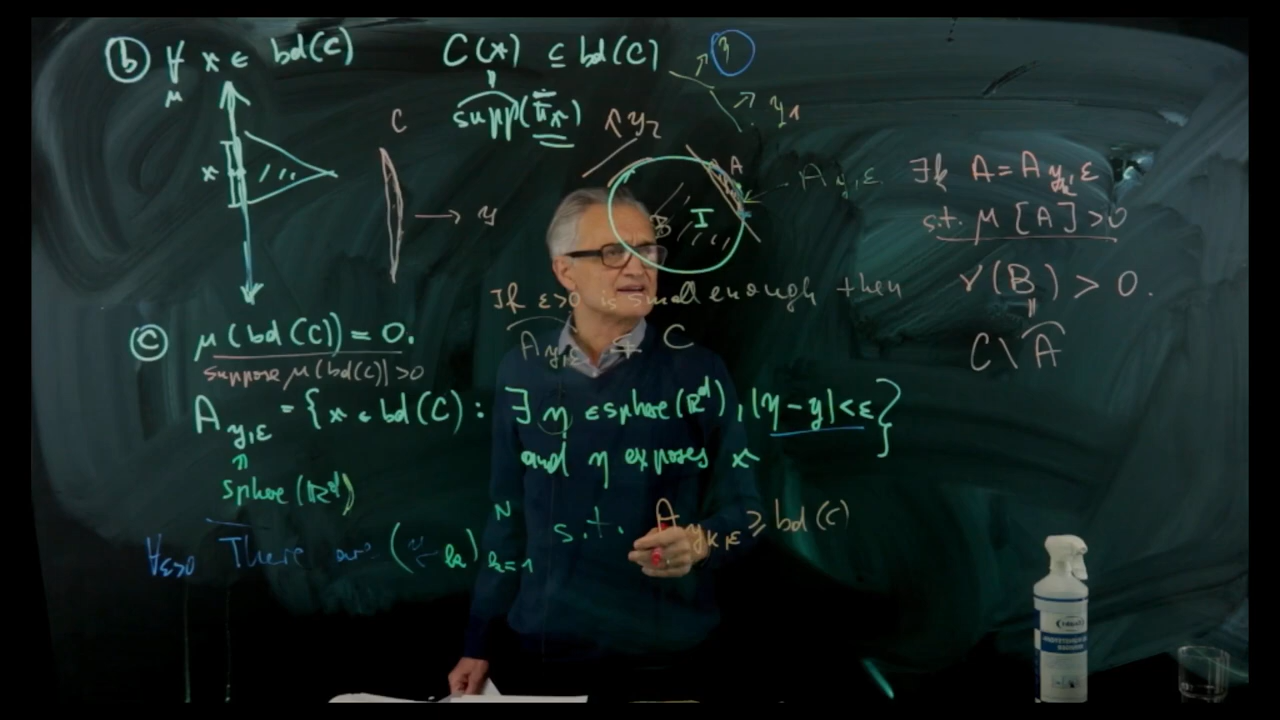 (b) ∀ x ∈ bd(C) C(x) ⊆ bd(C)
μ
supp(π̄x)
x
C
→ y
y2
y1
A
A y,ε
B
I
∃k A = A yk,ε
s.t. μ[A] > 0
ν(B) > 0.
C\A
If ε>0 is small enough then
A y,ε ⊊ C
(c) μ(bd(C)) = 0.
suppose μ(bd(C)) > 0
A y,ε = { x ∈ bd(C) : ∃ η ∈ sphere(ℝᵈ), |η − y| < ε }
and η exposes x
sphere(ℝᵈ)
∀ε>0 There are ( k) N k=1 s.t. A yk,ε ⊇ bd(C)